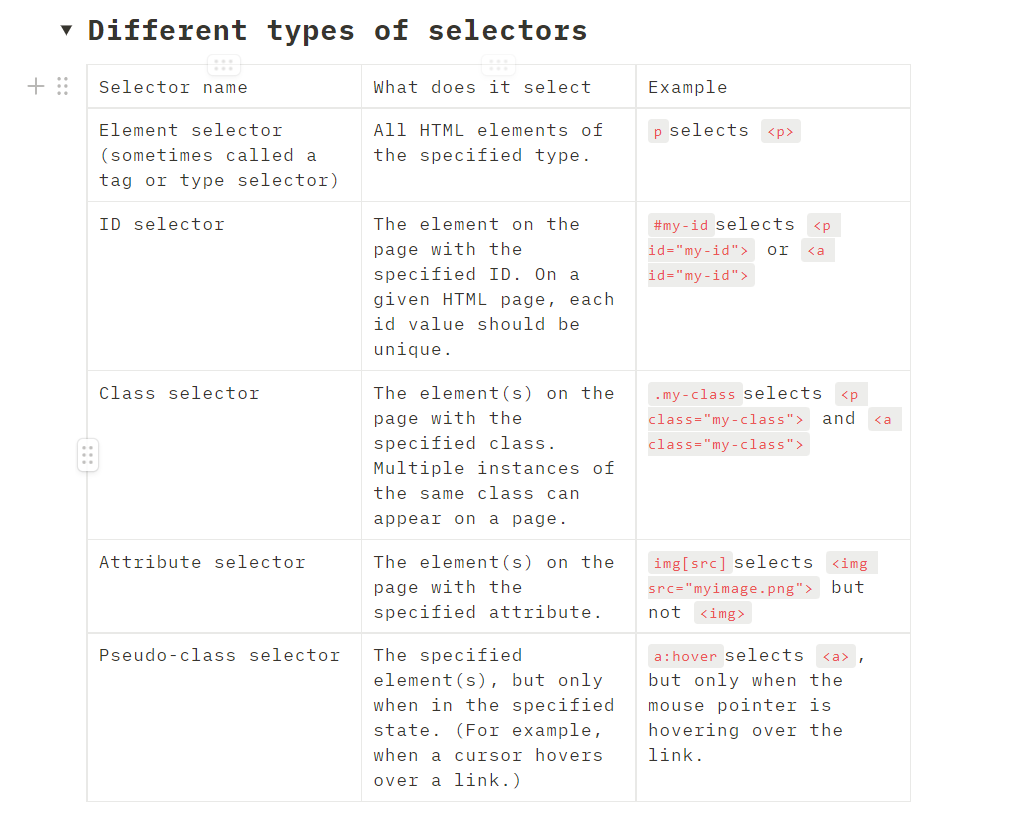 Different types of selectors
Selector name
What does it select
Example
Element selector
(sometimes called a
tag or type selector)
All HTML elements of
the specified type.
p selects <p>
ID selector
The element on the
page with the
specified ID. On a
given HTML page, each
id value should be
unique.
#my-id selects <p
id="my-id"> or <a
id="my-id">
Class selector
The element(s) on the
page with the
specified class.
Multiple instances of
the same class can
appear on a page.
.my-class selects <p
class="my-class"> and <a
class="my-class">
Attribute selector
The element(s) on the
page with the
specified attribute.
img[src] selects <img
src="myimage.png"> but
not <img>
Pseudo-class selector
The specified
element(s), but only
when in the specified
state. (For example,
when a cursor hovers
over a link.)
a:hover selects <a>,
but only when the
mouse pointer is
hovering over the
link.